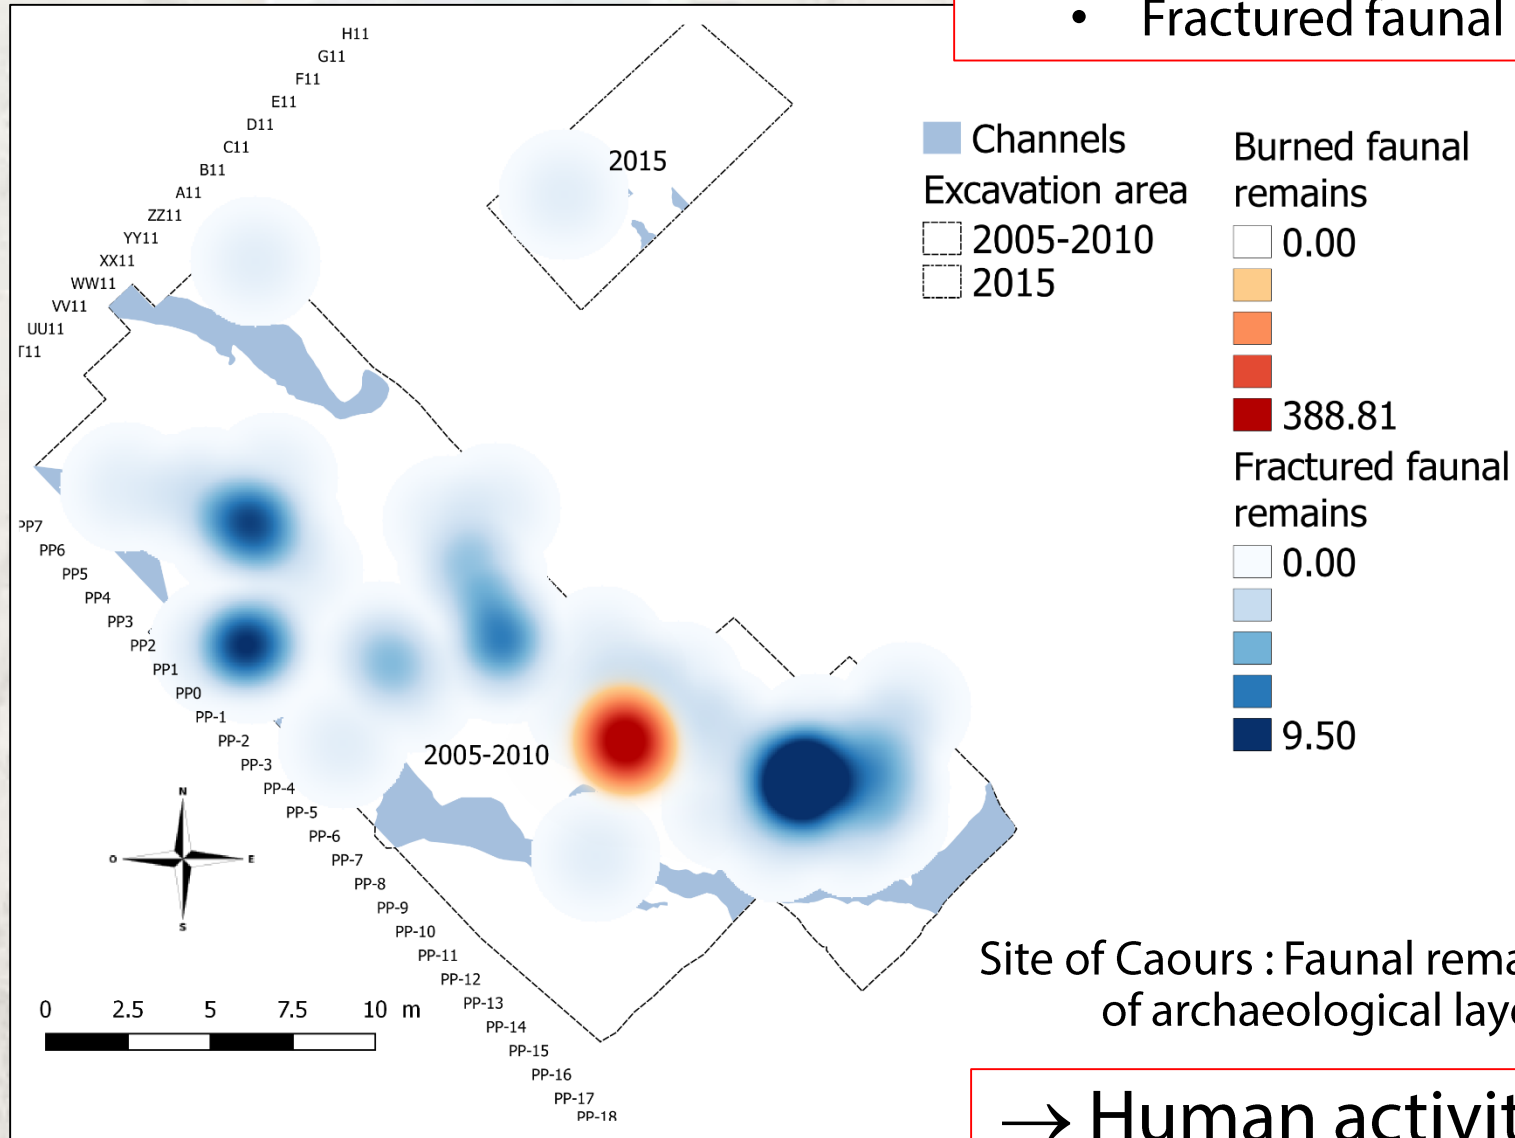 • Fractured faunal
H11
G11
F11
E11
D11
C11
B11
A11
ZZ11
YY11
XX11
WW11
VV11
UU11
T11
2015
Channels
Excavation area
2005-2010
2015
Burned faunal
remains
0.00
388.81
Fractured faunal
remains
0.00
9.50
PP7
PP6
PP5
PP4
PP3
PP2
PP1
PP0
PP-1
PP-2
PP-3
PP-4
PP-5
PP-6
PP-7
PP-8
PP-9
PP-10
PP-11
PP-12
PP-13
PP-14
PP-15
PP-16
PP-17
PP-18
2005-2010
N
O E
S
0 2.5 5 7.5 10 m
Site of Caours : Faunal rema
of archaeological laye
→ Human activit